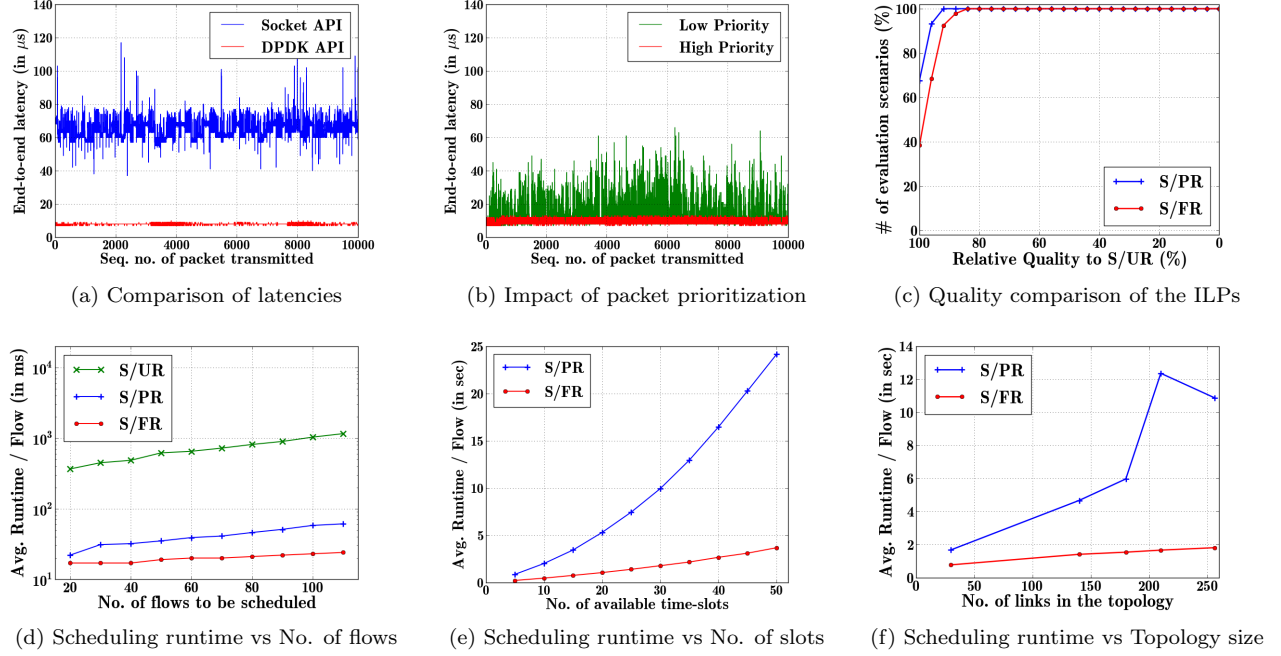 140
120
100
80
60
40
20
0
End-to-end latency (in μs)
Socket API
DPDK API
0 2000 4000 6000 8000 10000
Seq. no. of packet transmitted
(a) Comparison of latencies
140
120
100
80
60
40
20
0
End-to-end latency (in μs)
Low Priority
High Priority
0 2000 4000 6000 8000 10000
Seq. no. of packet transmitted
(b) Impact of packet prioritization
100
80
60
40
20
0
# of evaluation scenarios (%)
S/PR
S/FR
100 80 60 40 20 0
Relative Quality to S/UR (%)
(c) Quality comparison of the ILPs
10^4
10^3
10^2
10^1
Avg. Runtime / Flow (in ms)
S/UR
S/PR
S/FR
20 40 60 80 100
No. of flows to be scheduled
(d) Scheduling runtime vs No. of flows
25
20
15
10
5
0
Avg. Runtime / Flow (in sec)
S/PR
S/FR
0 10 20 30 40 50
No. of available time-slots
(e) Scheduling runtime vs No. of slots
14
12
10
8
6
4
2
0
Avg. Runtime / Flow (in sec)
S/PR
S/FR
0 50 100 150 200 250
No. of links in the topology
(f) Scheduling runtime vs Topology size